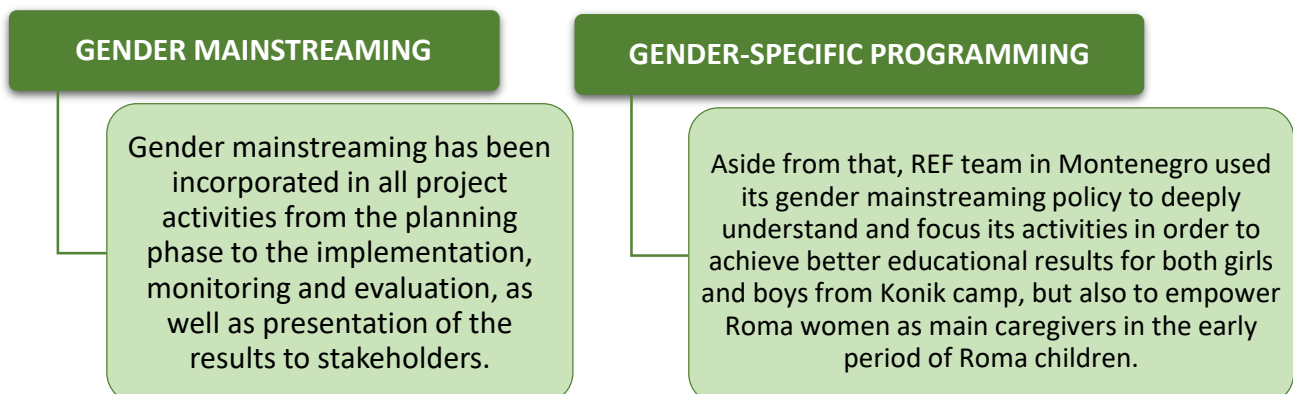 GENDER MAINSTREAMING
Gender mainstreaming has been
incorporated in all project
activities from the planning
phase to the implementation,
monitoring and evaluation, as
well as presentation of the
results to stakeholders.
GENDER-SPECIFIC PROGRAMMING
Aside from that, REF team in Montenegro used
its gender mainstreaming policy to deeply
understand and focus its activities in order to
achieve better educational results for both girls
and boys from Konik camp, but also to empower
Roma women as main caregivers in the early
period of Roma children.